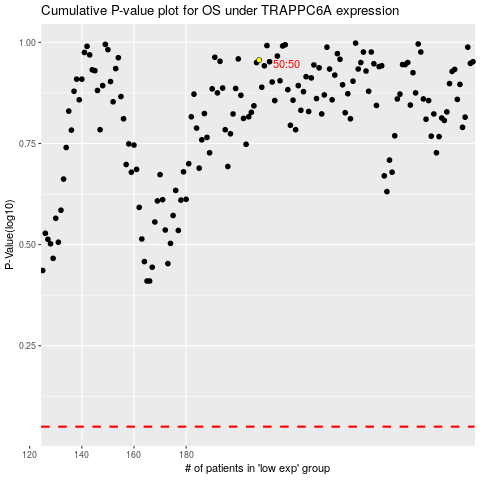 Cumulative P-value plot for OS under TRAPPC6A expression
1.00
50:50
0.75
P-Value(log10)
0.50
0.25
120 140 160 180
# of patients in 'low exp' group